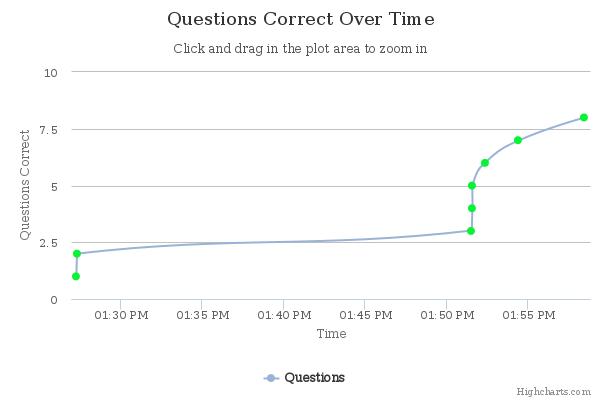 Questions Correct Over Time
Click and drag in the plot area to zoom in
Questions Correct
10
7.5
5
2.5
0
01:30 PM 01:35 PM 01:40 PM 01:45 PM 01:50 PM 01:55 PM
Time
Questions
Highcharts.com